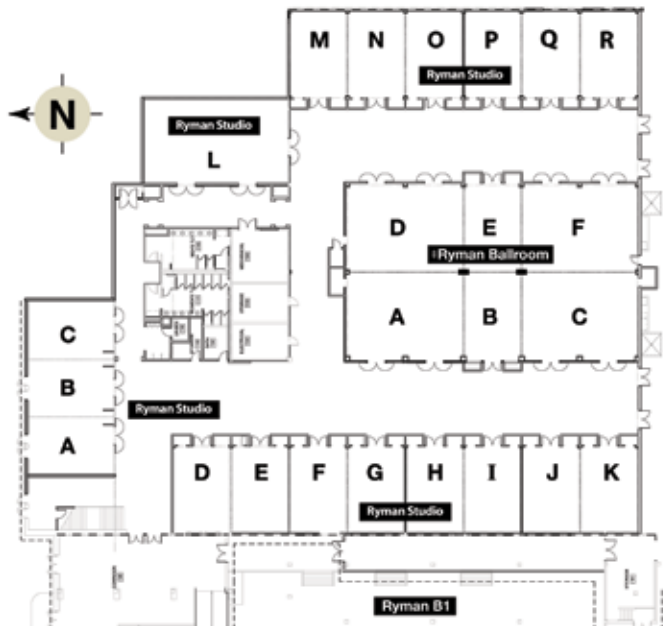 M N O P Q R
Ryman Studio
N
Ryman Studio
L
D E F
Ryman Ballroom
A B C
C
B
Ryman Studio
A
D E F G H I J K
Ryman Studio
Ryman B1